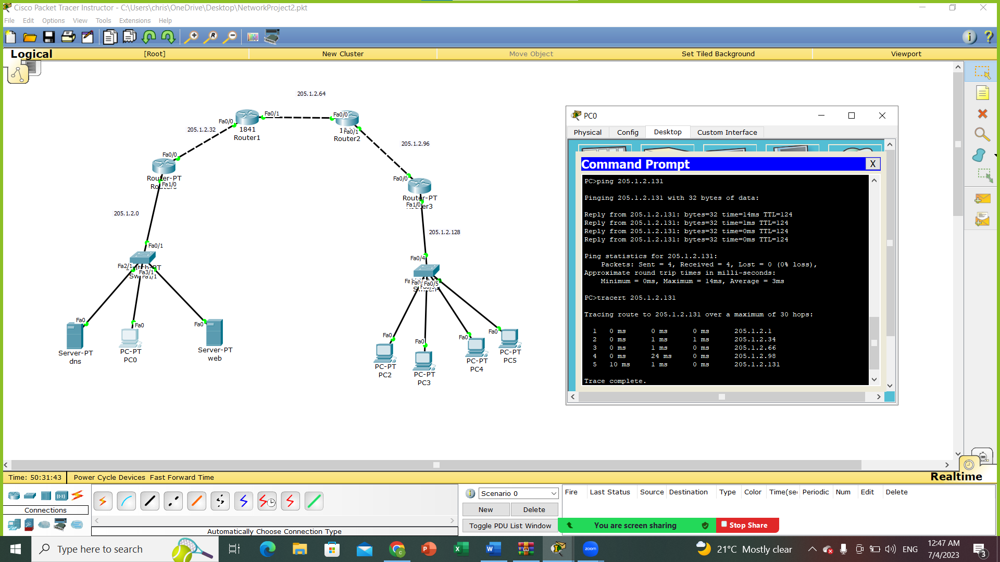 Cisco Packet Tracer Instructor - C:\Users\chris\OneDrive\Desktop\NetworkProject2.pkt
File Edit Options View Tools Extensions Help
Logical [Root] New Cluster Move Object Set Tiled Background Viewport
205.1.2.64
Fa0/1 Fa0/0
Fa0/0
1841
Router1
Fa0/1
Router2
205.1.2.32
205.1.2.96
Fa0/0
Router-PT
Fa1/0
Fa0/0
Router-PT
Fa1/0
205.1.2.0
205.1.2.128
Fa0/1
Fa0/4
Fa2/1
Fa3/1
Fa1/1
Fa0/5
Fa0
Fa0
Fa0
Server-PT
dns
PC-PT
PC0
Server-PT
web
Fa0
Fa0
Fa0
Fa0
PC-PT
PC2
PC-PT
PC3
PC-PT
PC4
PC-PT
PC5
PC0
Physical Config Desktop Custom Interface
Command Prompt X
PC>ping 205.1.2.131
Pinging 205.1.2.131 with 32 bytes of data:
Reply from 205.1.2.131: bytes=32 time=14ms TTL=124
Reply from 205.1.2.131: bytes=32 time=1ms TTL=124
Reply from 205.1.2.131: bytes=32 time=0ms TTL=124
Reply from 205.1.2.131: bytes=32 time=0ms TTL=124
Ping statistics for 205.1.2.131:
Packets: Sent = 4, Received = 4, Lost = 0 (0% loss),
Approximate round trip times in milli-seconds:
Minimum = 0ms, Maximum = 14ms, Average = 3ms
PC>tracert 205.1.2.131
Tracing route to 205.1.2.131 over a maximum of 30 hops:
1 0 ms 0 ms 0 ms 205.1.2.1
2 0 ms 1 ms 1 ms 205.1.2.34
3 0 ms 1 ms 0 ms 205.1.2.66
4 0 ms 24 ms 0 ms 205.1.2.98
5 10 ms 1 ms 0 ms 205.1.2.131
Trace complete.
Time: 50:31:43 Power Cycle Devices Fast Forward Time
Realtime
Connections
Automatically Choose Connection Type
Scenario 0
New Delete
Toggle PDU List Window
Fire Last Status Source Destination Type Color Time(sec Periodic Num Edit Delete
You are screen sharing Stop Share
Type here to search
zoom
21°C Mostly clear
ENG
12:47 AM
7/4/2023
3